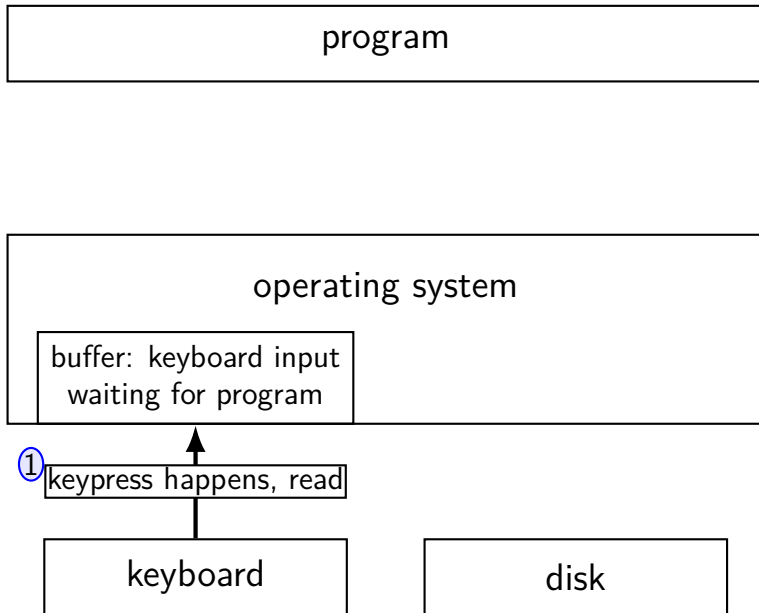 program
operating system
buffer: keyboard input
waiting for program
1
keypress happens, read
keyboard
disk